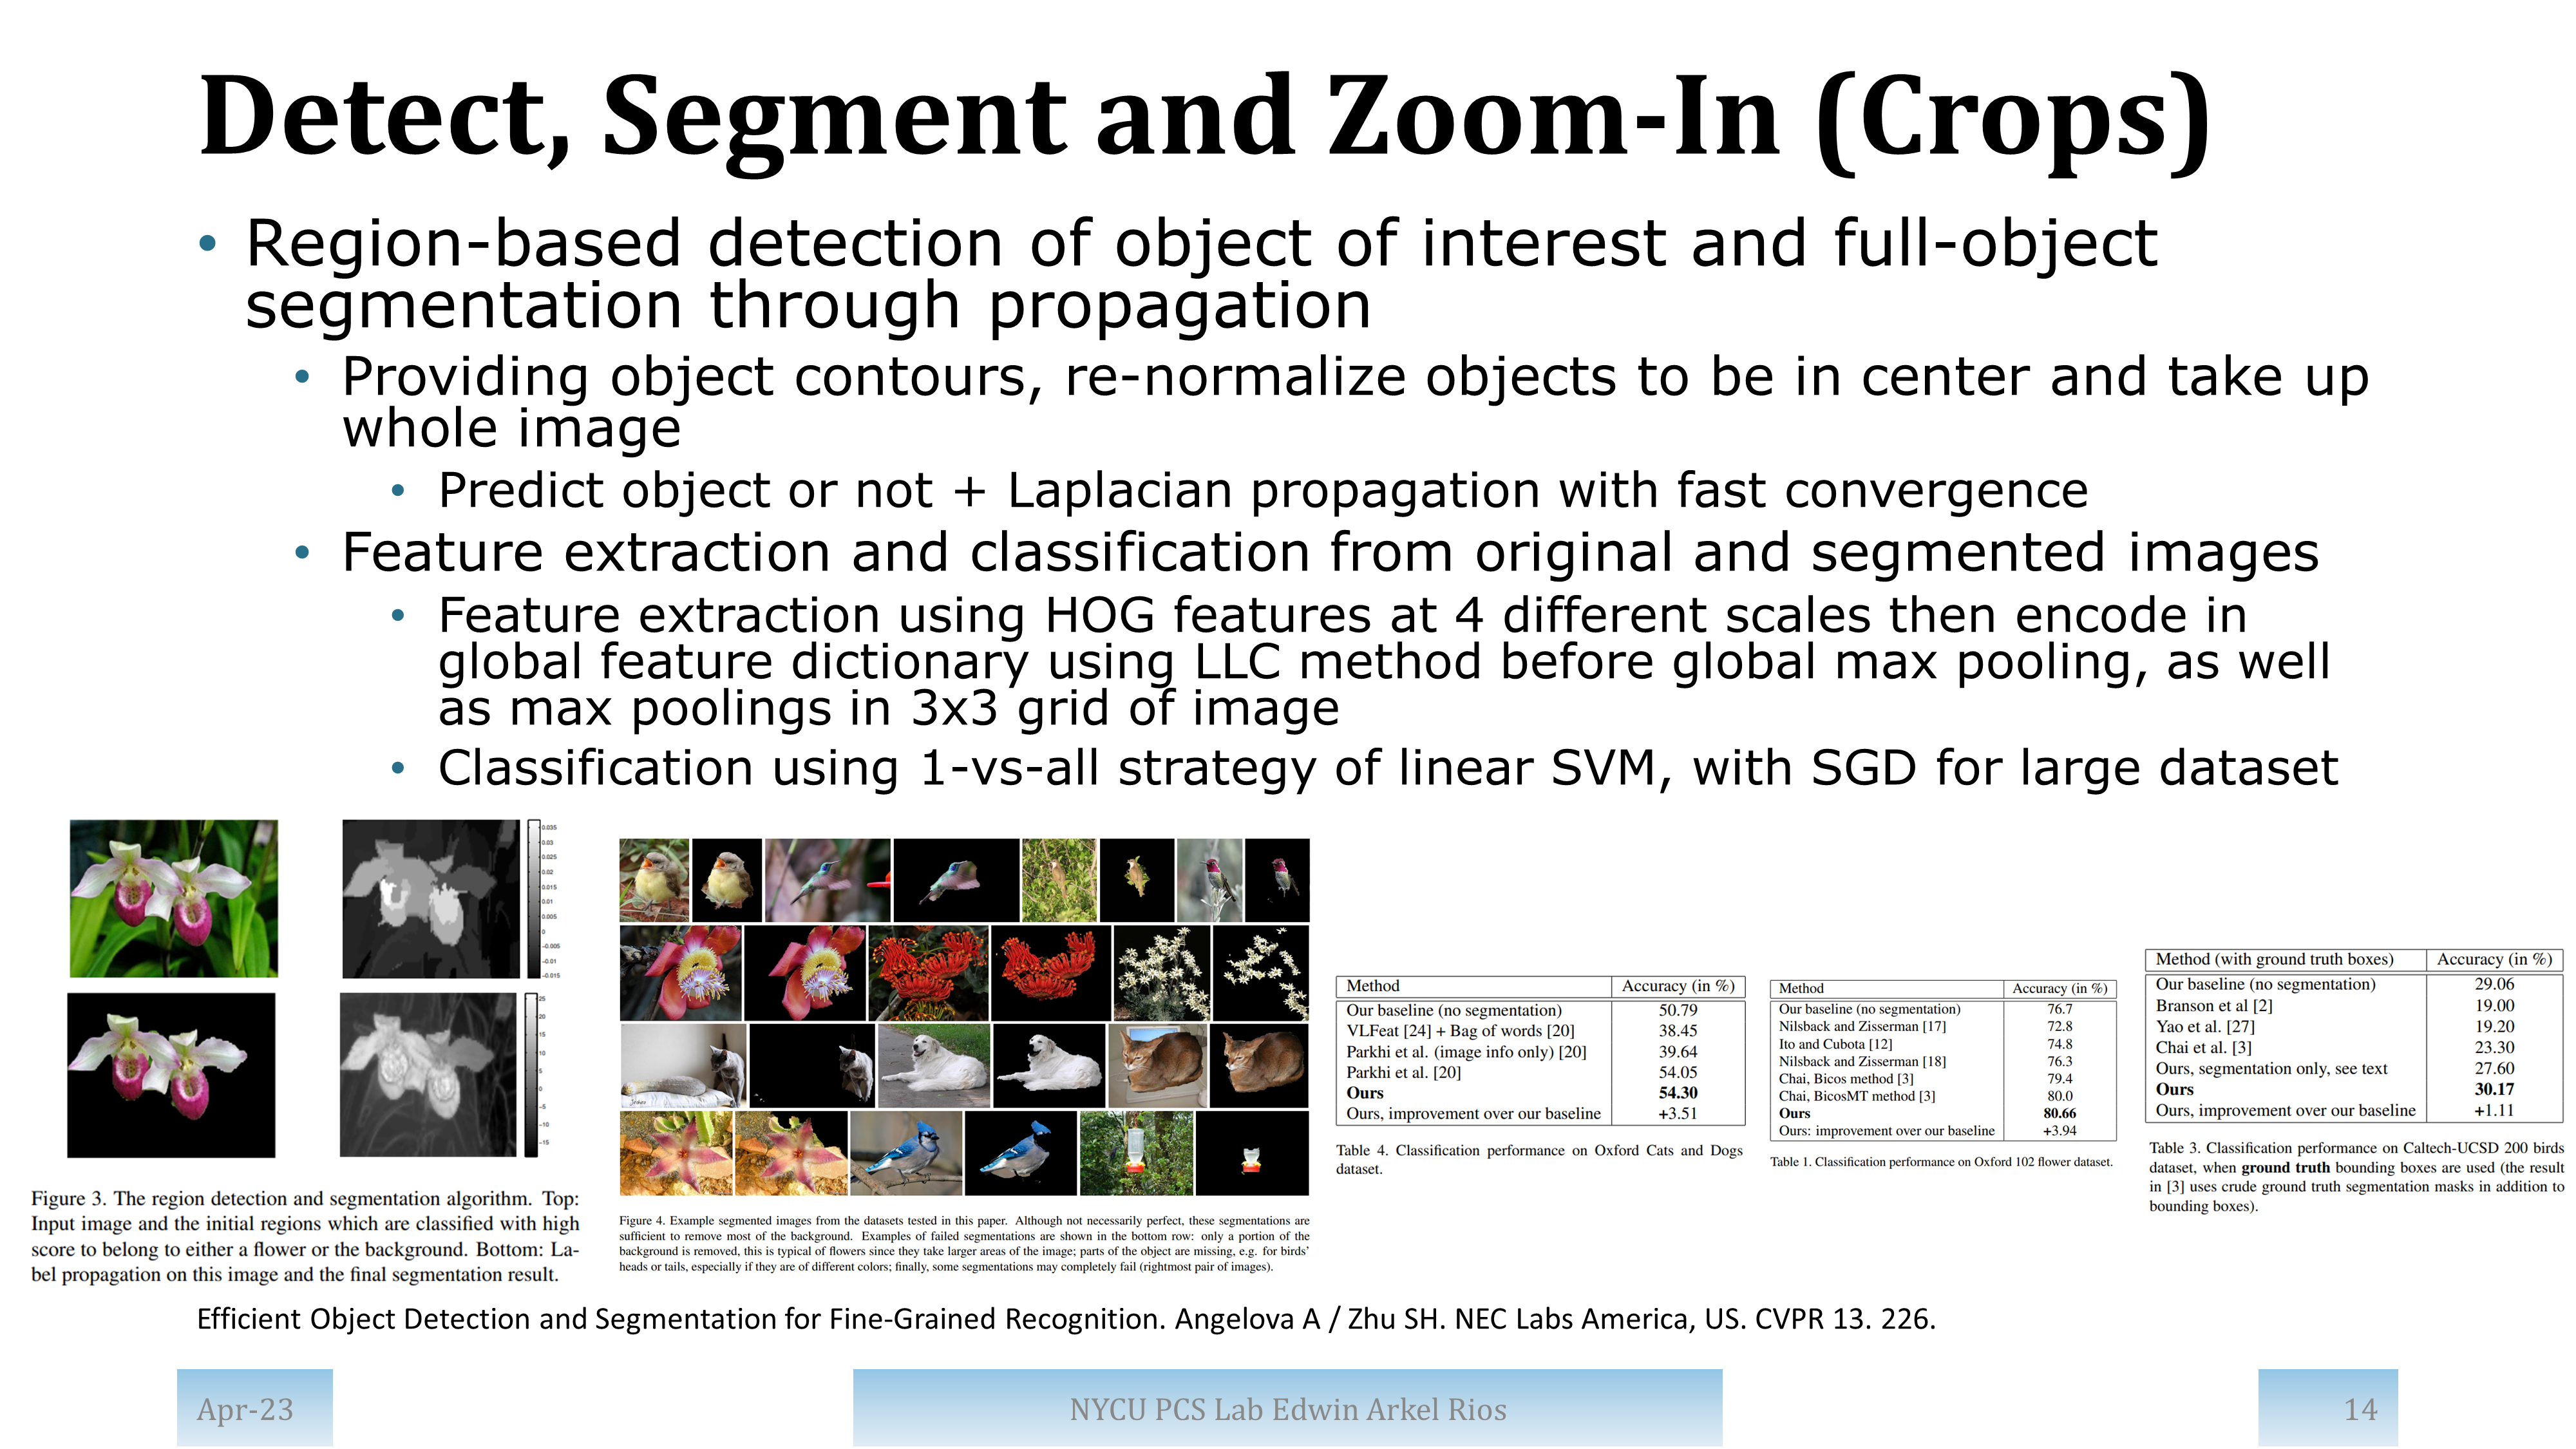 Detect, Segment and Zoom-In (Crops)
• Region-based detection of object of interest and full-object
segmentation through propagation
• Providing object contours, re-normalize objects to be in center and take up
whole image
• Predict object or not + Laplacian propagation with fast convergence
• Feature extraction and classification from original and segmented images
• Feature extraction using HOG features at 4 different scales then encode in
global feature dictionary using LLC method before global max pooling, as well
as max poolings in 3x3 grid of image
• Classification using 1-vs-all strategy of linear SVM, with SGD for large dataset
0.035
0.03
0.025
0.02
0.015
0.01
0.005
0
-0.005
-0.01
-0.015
25
20
15
10
5
0
-5
-10
-15
Figure 3. The region detection and segmentation algorithm. Top:
Input image and the initial regions which are classified with high
score to belong to either a flower or the background. Bottom: La-
bel propagation on this image and the final segmentation result.
Figure 4. Example segmented images from the datasets tested in this paper. Although not necessarily perfect, these segmentations are
sufficient to remove most of the background. Examples of failed segmentations are shown in the bottom row: only a portion of the
background is removed, this is typical of flowers since they take larger areas of the image; parts of the object are missing, e.g. for birds'
heads or tails, especially if they are of different colors; finally, some segmentations may completely fail (rightmost pair of images).
Method Accuracy (in %)
Our baseline (no segmentation) 50.79
VLFeat [24] + Bag of words [20] 38.45
Parkhi et al. (image info only) [20] 39.64
Parkhi et al. [20] 54.05
Ours 54.30
Ours, improvement over our baseline +3.51
Table 4. Classification performance on Oxford Cats and Dogs
dataset.
Method Accuracy (in %)
Our baseline (no segmentation) 76.7
Nilsback and Zisserman [17] 72.8
Ito and Cubota [12] 74.8
Nilsback and Zisserman [18] 76.3
Chai, Bicos method [3] 79.4
Chai, BicosMT method [3] 80.0
Ours 80.66
Ours: improvement over our baseline +3.94
Table 1. Classification performance on Oxford 102 flower dataset.
Method (with ground truth boxes) Accuracy (in %)
Our baseline (no segmentation) 29.06
Branson et al [2] 19.00
Yao et al. [27] 19.20
Chai et al. [3] 23.30
Ours, segmentation only, see text 27.60
Ours 30.17
Ours, improvement over our baseline +1.11
Table 3. Classification performance on Caltech-UCSD 200 birds
dataset, when ground truth bounding boxes are used (the result
in [3] uses crude ground truth segmentation masks in addition to
bounding boxes).
Efficient Object Detection and Segmentation for Fine-Grained Recognition. Angelova A / Zhu SH. NEC Labs America, US. CVPR 13. 226.
Apr-23
NYCU PCS Lab Edwin Arkel Rios
14